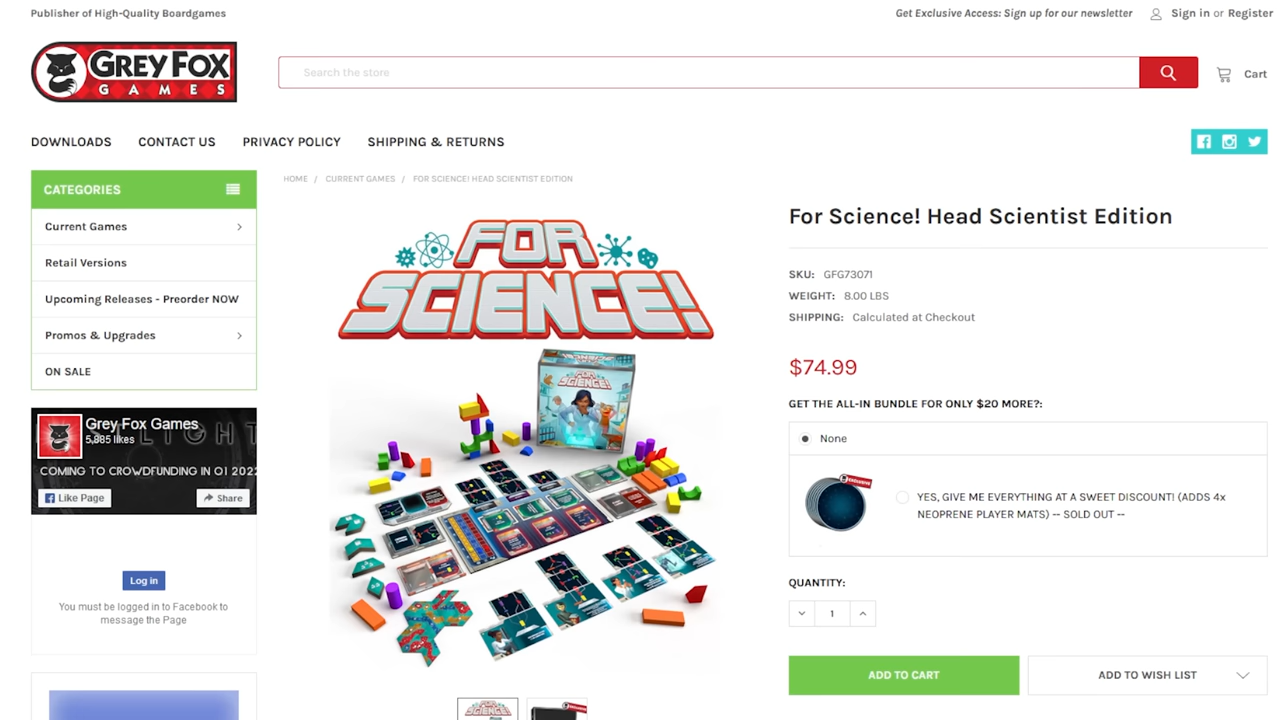 Publisher of High-Quality Boardgames
Get Exclusive Access: Sign up for our newsletter
Sign in or Register
GREY FOX
GAMES
Search the store
Cart
DOWNLOADS
CONTACT US
PRIVACY POLICY
SHIPPING & RETURNS
CATEGORIES
Current Games
Retail Versions
Upcoming Releases - Preorder NOW
Promos & Upgrades
ON SALE
Grey Fox Games
5,885 likes
COMING TO CROWDFUNDING IN Q1 2022
Like Page
Share
Log in
You must be logged in to Facebook to
message the Page
HOME / CURRENT GAMES / FOR SCIENCE! HEAD SCIENTIST EDITION
FOR
SCIENCE!
FOR
SCIENCE!
FOR
SCIENCE!
For Science! Head Scientist Edition
SKU: GFG73071
WEIGHT: 8.00 LBS
SHIPPING: Calculated at Checkout
$74.99
GET THE ALL-IN BUNDLE FOR ONLY $20 MORE?:
None
YES, GIVE ME EVERYTHING AT A SWEET DISCOUNT! (ADDS 4x
NEOPRENE PLAYER MATS) -- SOLD OUT --
QUANTITY:
1
ADD TO CART
ADD TO WISH LIST